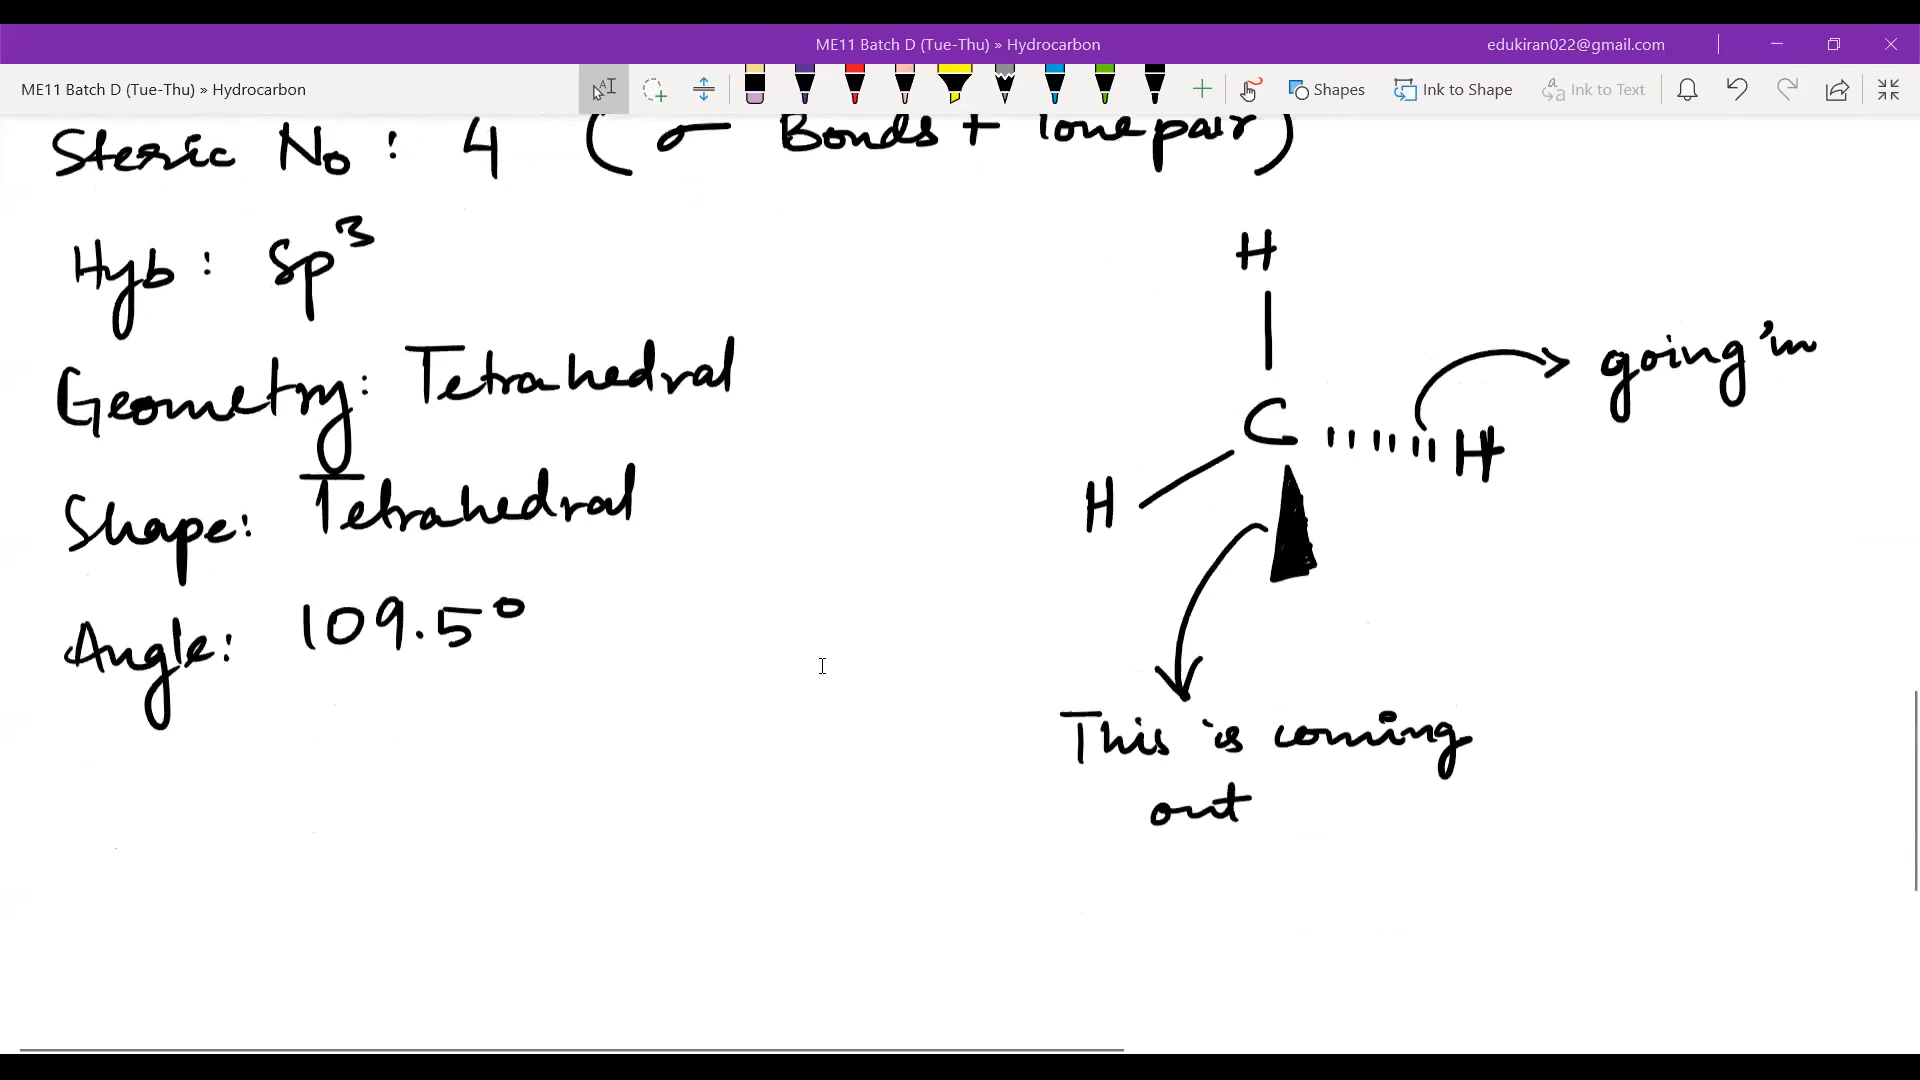 ME11 Batch D (Tue-Thu) » Hydrocarbon
edukiran022@gmail.com
ME11 Batch D (Tue-Thu) » Hydrocarbon
Shapes
Ink to Shape
Ink to Text
Steric No : 4 (σ Bonds + lone pair)
Hyb : Sp³
Geometry: Tetrahedral
Shape: Tetrahedral
Angle: 109.5°
H
going in
C
H
H
This is coming
out